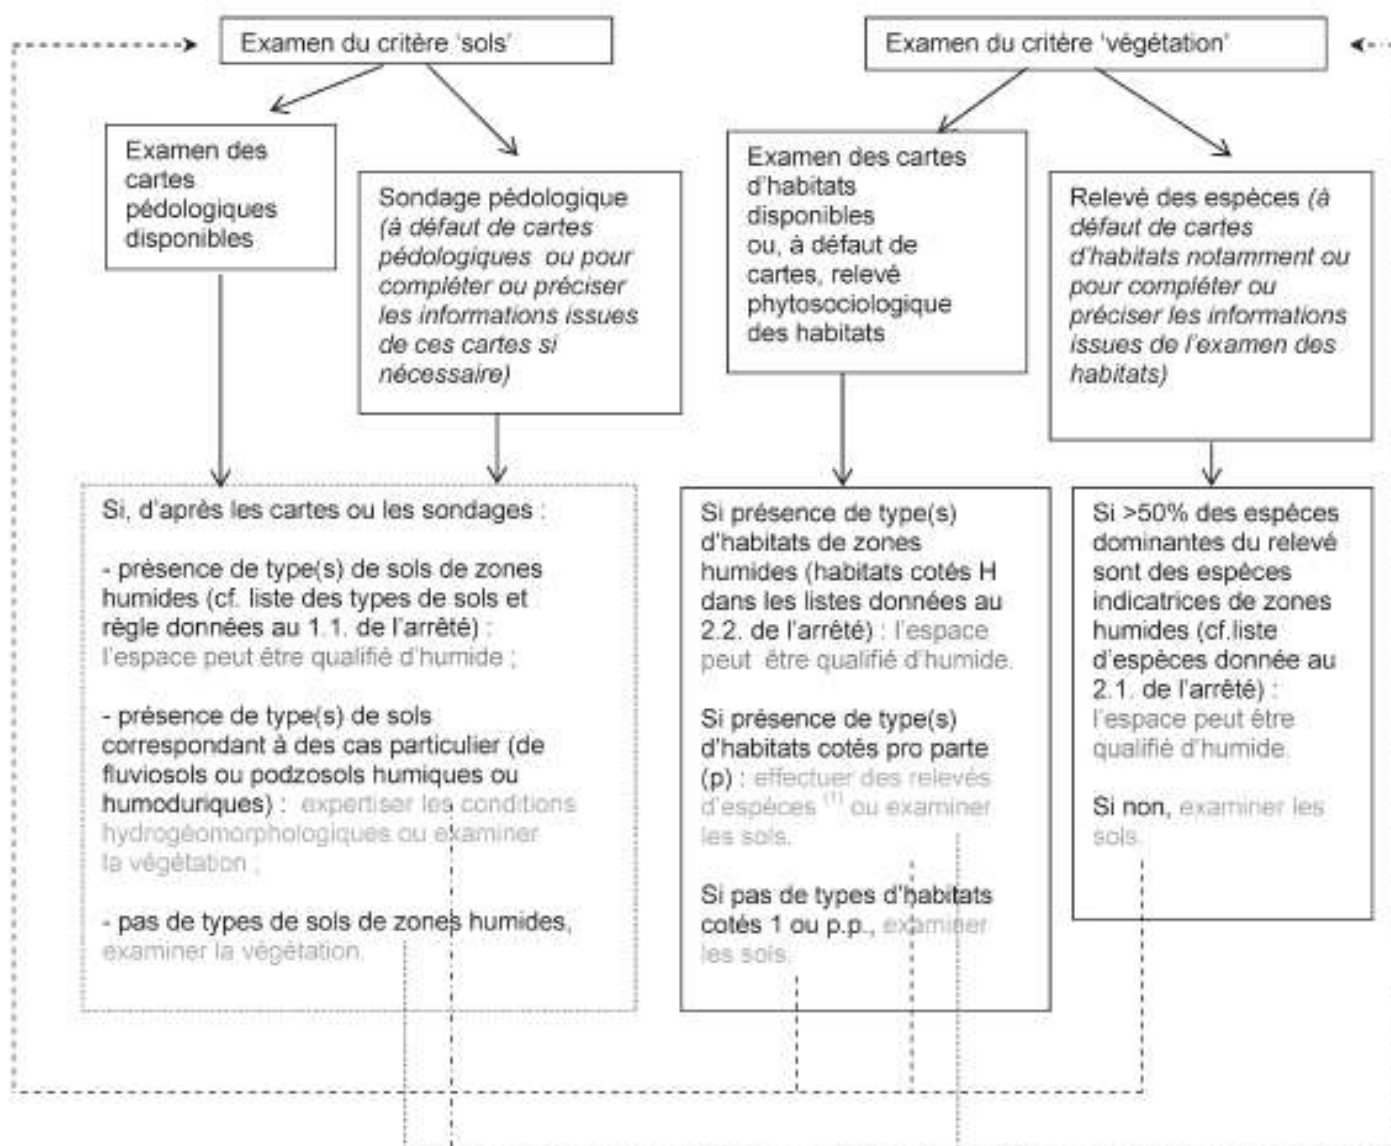 Examen du critère 'sols'
Examen des
cartes
pédologiques
disponibles
Sondage pédologique
(à défaut de cartes
pédologiques ou pour
compléter ou préciser
les informations issues
de ces cartes si
nécessaire)
Si, d'après les cartes ou les sondages :
- présence de type(s) de sols de zones
humides (cf. liste des types de sols et
règle données au 1.1. de l'arrêté) :
l'espace peut être qualifié d'humide ;
- présence de type(s) de sols
correspondant à des cas particulier (de
fluviosols ou podzosols humiques ou
humoduriques) : expertiser les conditions
hydrogéomorphologiques ou examiner
la végétation ;
- pas de types de sols de zones humides,
examiner la végétation.
Examen du critère 'végétation'
Examen des cartes
d'habitats
disponibles
ou, à défaut de
cartes, relevé
phytosociologique
des habitats
Relevé des espèces (à
défaut de cartes
d'habitats notamment ou
pour compléter ou
préciser les informations
issues de l'examen des
habitats)
Si présence de type(s)
d'habitats de zones
humides (habitats cotés H
dans les listes données au
2.2. de l'arrêté) : l'espace
peut être qualifié d'humide.
Si présence de type(s)
d'habitats cotés pro parte
(p) : effectuer des relevés
d'espèces (1) ou examiner
les sols.
Si pas de types d'habitats
cotés 1 ou p.p., examiner
les sols.
Si >50% des espèces
dominantes du relevé
sont des espèces
indicatrices de zones
humides (cf.liste
d'espèces donnée au
2.1. de l'arrêté) :
l'espace peut être
qualifié d'humide.
Si non, examiner les
sols.